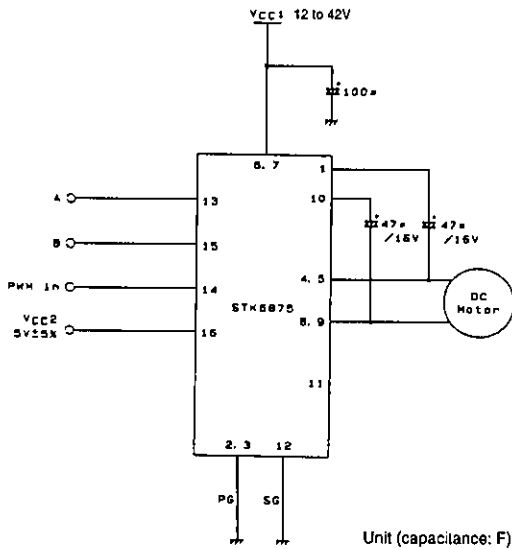 VCC1 12 to 42V
100µ
6, 7
1
10
A
13
47µ
/16V
47µ
/16V
B
15
4, 5
PWM in
14
STK6875
DC
Motor
VCC2
5V±5%
16
8, 9
11
2, 3
12
PG
SG
Unit (capacitance: F)